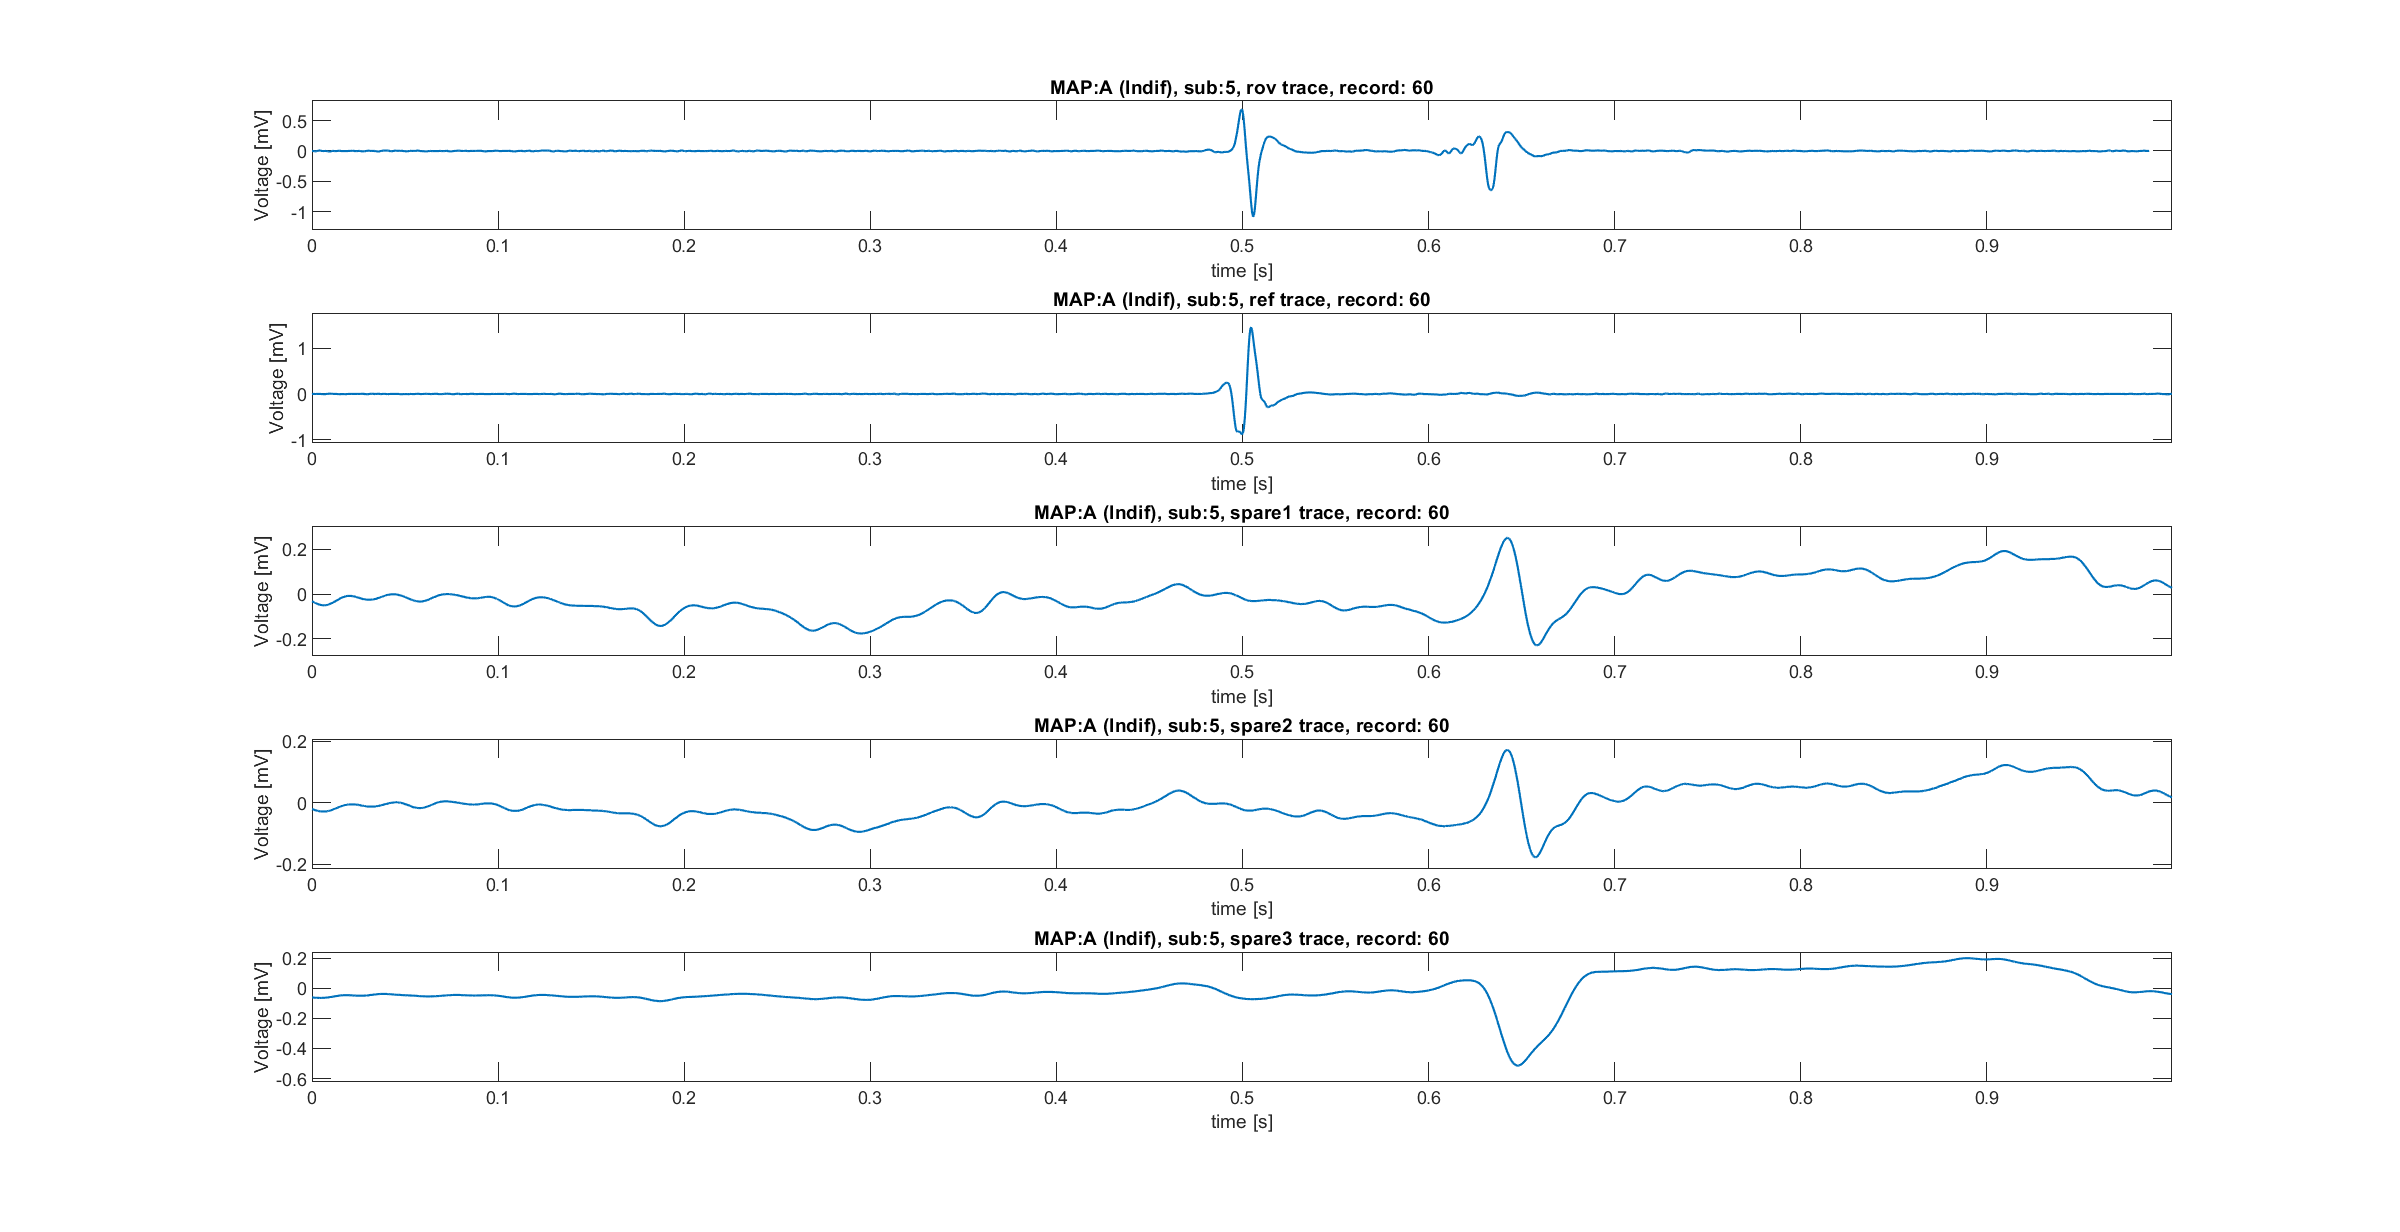 MAP:A (Indif), sub:5, rov trace, record: 60
Voltage [mV]
0.5
0
-0.5
-1
0 0.1 0.2 0.3 0.4 0.5 0.6 0.7 0.8 0.9
time [s]
MAP:A (Indif), sub:5, ref trace, record: 60
Voltage [mV]
1
0
-1
0 0.1 0.2 0.3 0.4 0.5 0.6 0.7 0.8 0.9
time [s]
MAP:A (Indif), sub:5, spare1 trace, record: 60
Voltage [mV]
0.2
0
-0.2
0 0.1 0.2 0.3 0.4 0.5 0.6 0.7 0.8 0.9
time [s]
MAP:A (Indif), sub:5, spare2 trace, record: 60
Voltage [mV]
0.2
0
-0.2
0 0.1 0.2 0.3 0.4 0.5 0.6 0.7 0.8 0.9
time [s]
MAP:A (Indif), sub:5, spare3 trace, record: 60
Voltage [mV]
0.2
0
-0.2
-0.4
-0.6
0 0.1 0.2 0.3 0.4 0.5 0.6 0.7 0.8 0.9
time [s]